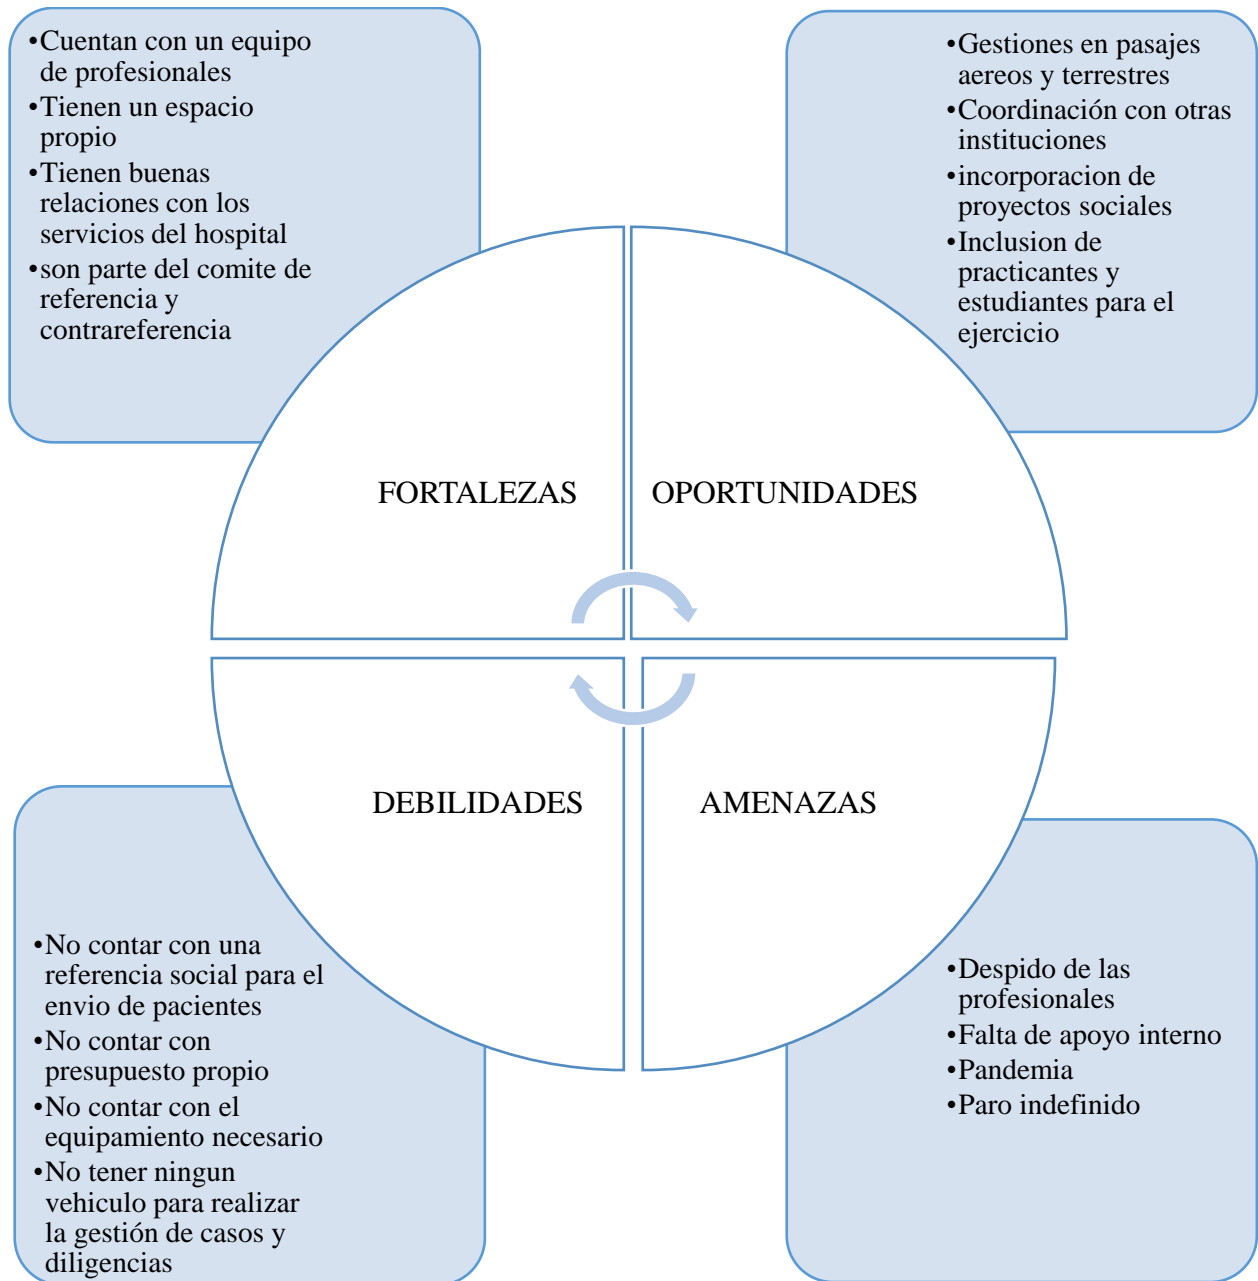 •Cuentan con un equipo
de profesionales
•Tienen un espacio
propio
•Tienen buenas
relaciones con los
servicios del hospital
•son parte del comite de
referencia y
contrareferencia
•Gestiones en pasajes
aereos y terrestres
•Coordinación con otras
instituciones
•incorporacion de
proyectos sociales
•Inclusion de
practicantes y
estudiantes para el
ejercicio
FORTALEZAS
OPORTUNIDADES
DEBILIDADES
AMENAZAS
•No contar con una
referencia social para el
envio de pacientes
•No contar con
presupuesto propio
•No contar con el
equipamiento necesario
•No tener ningun
vehiculo para realizar
la gestión de casos y
diligencias
•Despido de las
profesionales
•Falta de apoyo interno
•Pandemia
•Paro indefinido